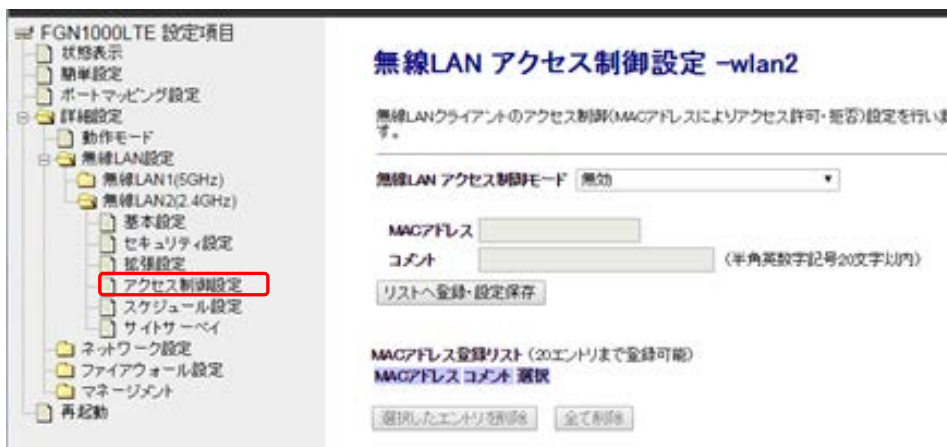 FGN1000LTE 設定項目
状態表示
簡単設定
ポートマッピング設定
詳細設定
動作モード
無線LAN設定
無線LAN1(5GHz)
無線LAN2(2.4GHz)
基本設定
セキュリティ設定
拡張設定
アクセス制御設定
スケジュール設定
サイトサーベイ
ネットワーク設定
ファイアウォール設定
マネージメント
再起動
無線LAN アクセス制御設定 -wlan2
無線LANクライアントのアクセス制御(MACアドレスによりアクセス許可・拒否)設定を行いま
す。
無線LAN アクセス制御モード 無効
MACアドレス
コメント (半角英数字記号20文字以内)
リストへ登録・設定保存
MACアドレス登録リスト (20エントリまで登録可能)
MACアドレス コメント 選択
選択したエントリを削除 全て削除